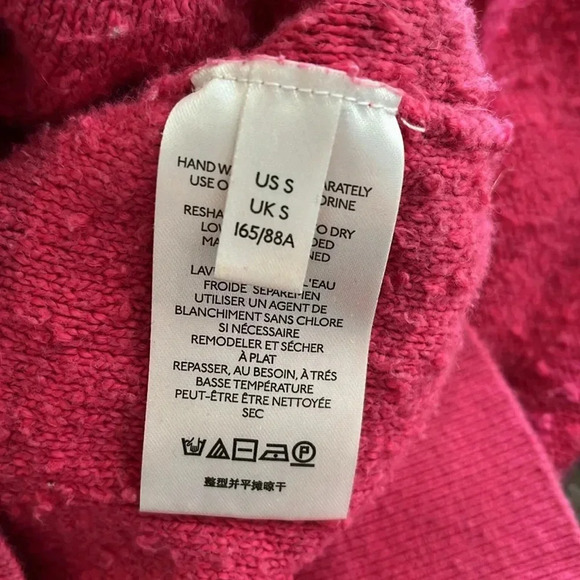 US S
UK S
165/88A
HAND
USE
RESHA
DRY
FROIDE
UTILISER UN AGENT DE
BLANCHIMENT SANS CHLORE
SI NÉCESSAIRE
REMODELER ET SÉCHER
À PLAT
REPASSER, AU BESOIN, À TRÉS
BASSE TEMPÉRATURE
PEUT-ÊTRE ÊTRE NETTOYÉE
SEC
P
整型并平摊晾干